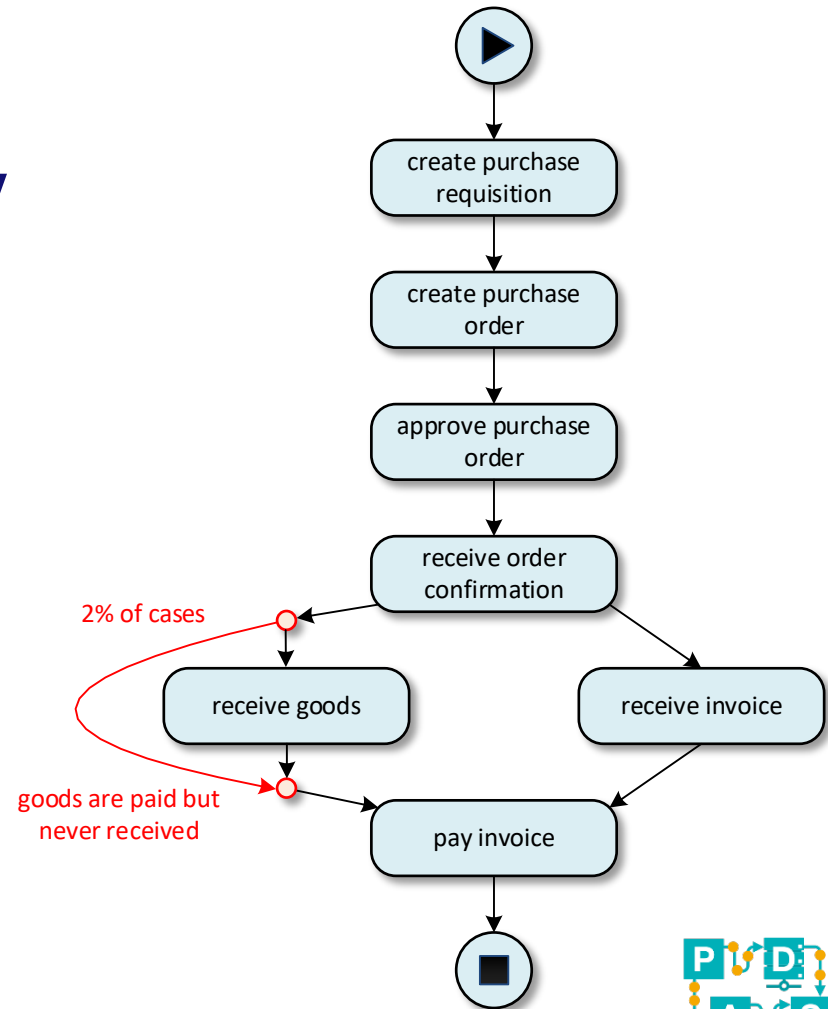 create purchase
requisition
create purchase
order
approve purchase
order
receive order
confirmation
2% of cases
receive goods
receive invoice
goods are paid but
never received
pay invoice
P
D